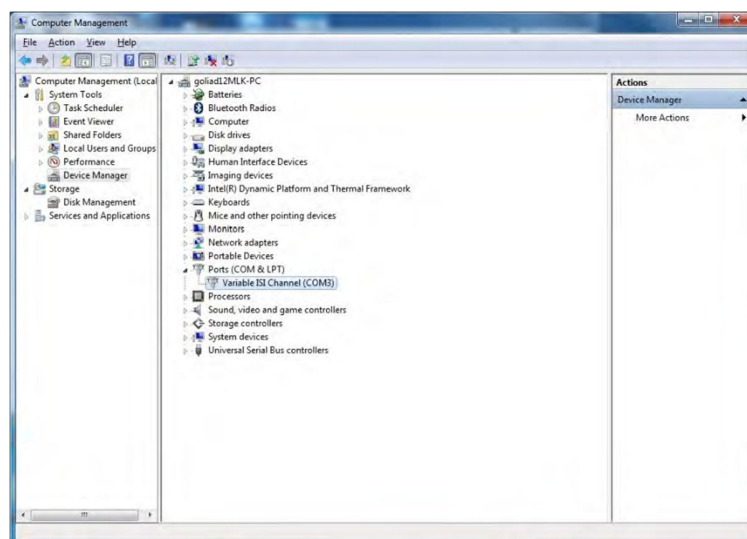 Computer Management
File Action View Help
Computer Management (Local
System Tools
Task Scheduler
Event Viewer
Shared Folders
Local Users and Groups
Performance
Device Manager
Storage
Disk Management
Services and Applications
goliad12MLK-PC
Batteries
Bluetooth Radios
Computer
Disk drives
Display adapters
Human Interface Devices
Imaging devices
Intel(R) Dynamic Platform and Thermal Framework
Keyboards
Mice and other pointing devices
Monitors
Network adapters
Portable Devices
Ports (COM & LPT)
Variable ISI Channel (COM3)
Processors
Sound, video and game controllers
Storage controllers
System devices
Universal Serial Bus controllers
Actions
Device Manager
More Actions